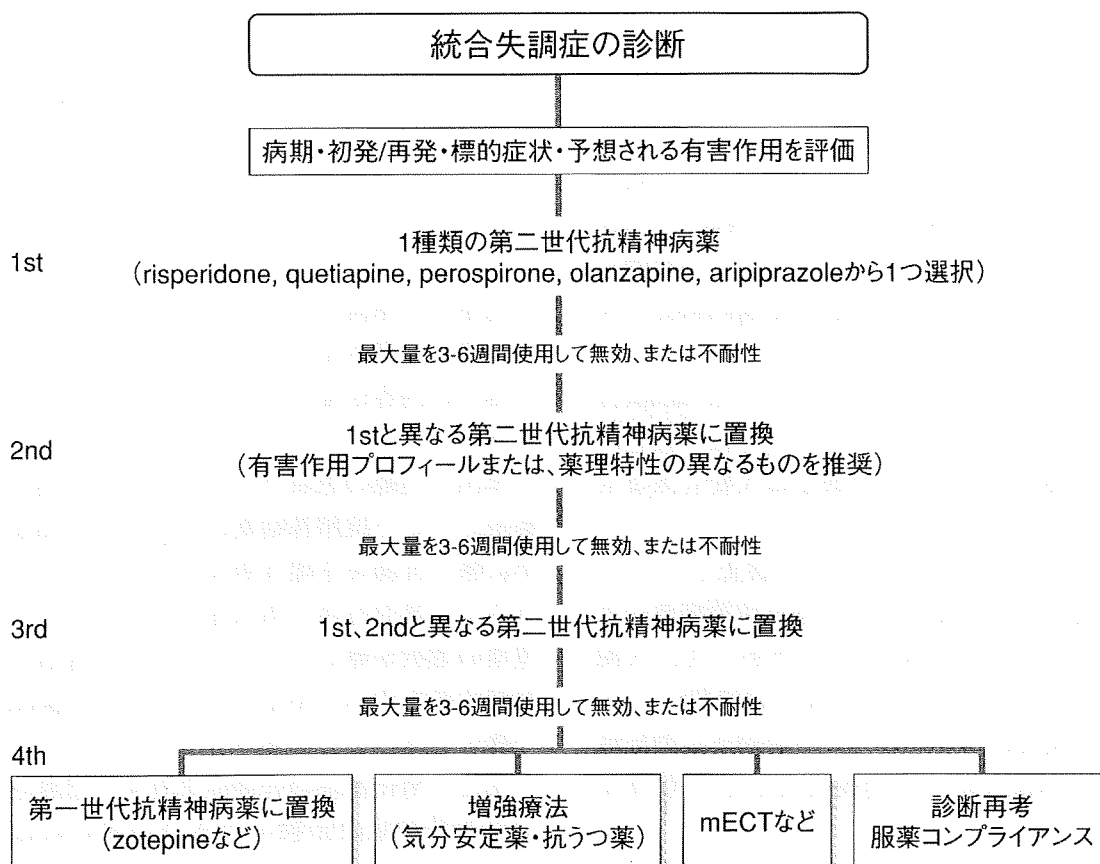 統合失調症の診断
病期・初発/再発・標的症状・予想される有害作用を評価
1st
1種類の第二世代抗精神病薬
（risperidone, quetiapine, perospirone, olanzapine, aripiprazoleから1つ選択）
最大量を3-6週間使用して無効、または不耐性
2nd
1stと異なる第二世代抗精神病薬に置換
（有害作用プロフィールまたは、薬理特性の異なるものを推奨）
最大量を3-6週間使用して無効、または不耐性
3rd
1st、2ndと異なる第二世代抗精神病薬に置換
最大量を3-6週間使用して無効、または不耐性
4th
第一世代抗精神病薬に置換
（zotepineなど）
増強療法
（気分安定薬・抗うつ薬）
mECTなど
診断再考
服薬コンプライアンス